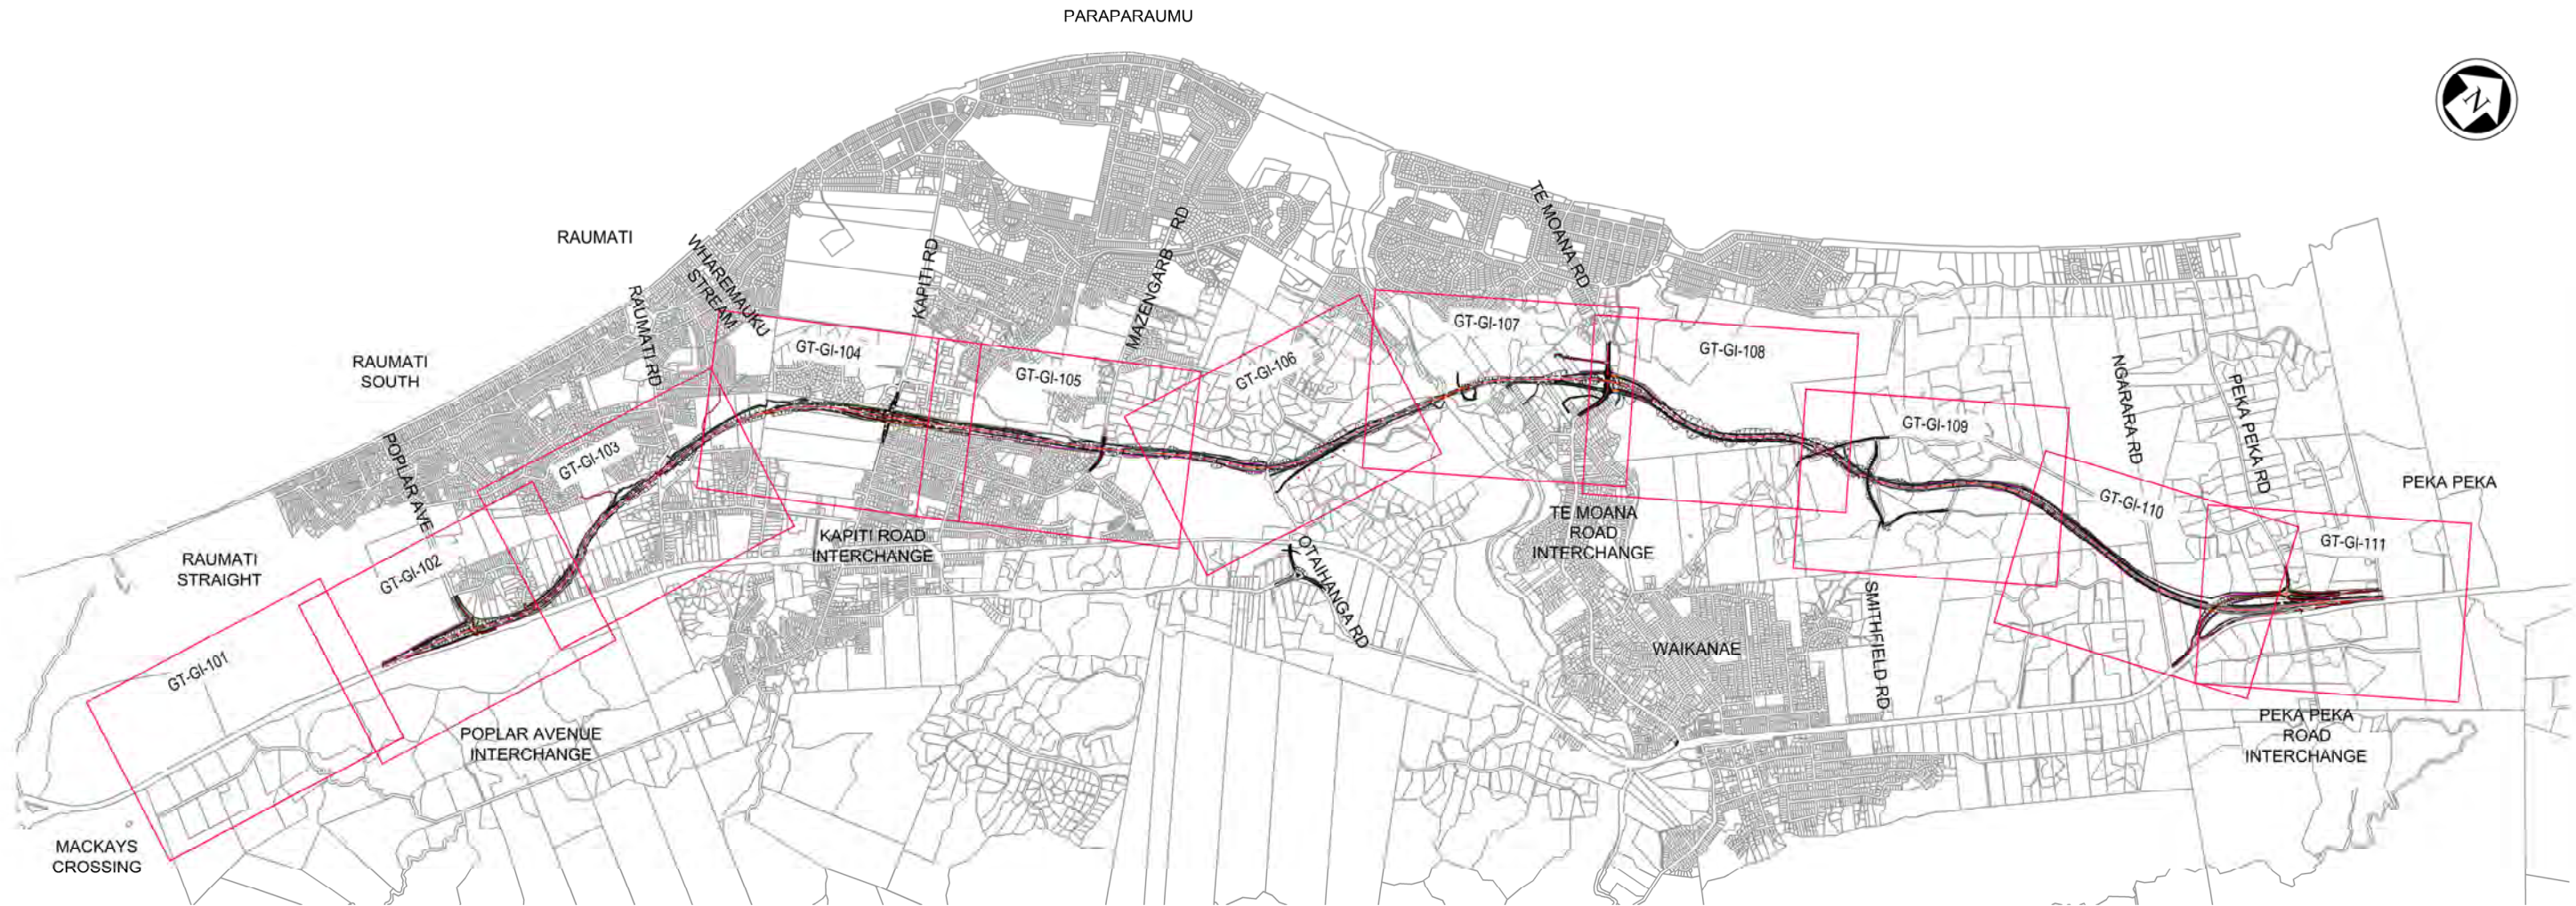 PARAPARAUMU
N
RAUMATI
WHAREMAUKU
STREAM
RAUMATI RD
KAPITI RD
MAZENGARB RD
TE MOANA RD
RAUMATI
SOUTH
POPLAR AVE
GT-GI-103
GT-GI-104
GT-GI-105
GT-GI-106
GT-GI-107
GT-GI-108
GT-GI-109
NGARARA RD
PEKA PEKA RD
PEKA PEKA
GT-GI-110
GT-GI-111
RAUMATI
STRAIGHT
GT-GI-102
GT-GI-101
KAPITI ROAD
INTERCHANGE
OTAIHANGA RD
TE MOANA
ROAD
INTERCHANGE
WAIKANAE
SMITHFIELD RD
POPLAR AVENUE
INTERCHANGE
PEKA PEKA
ROAD
INTERCHANGE
MACKAYS
CROSSING